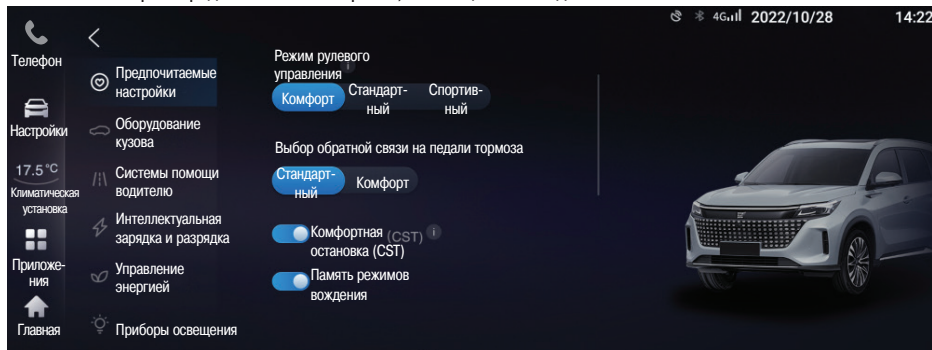 4G 2022/10/28 14:22
Телефон
Настройки
17.5°C
Климатическая
установка
Приложе-
ния
Главная
Предпочитаемые
настройки
Оборудование
кузова
Системы помощи
водителю
Интеллектуальная
зарядка и разрядка
Управление
энергией
Приборы освещения
Режим рулевого
управления
Комфорт
Стандарт-
ный
Спортив-
ный
Выбор обратной связи на педали тормоза
Стандарт-
ный
Комфорт
Комфортная (CST)
остановка (CST)
Память режимов
вождения